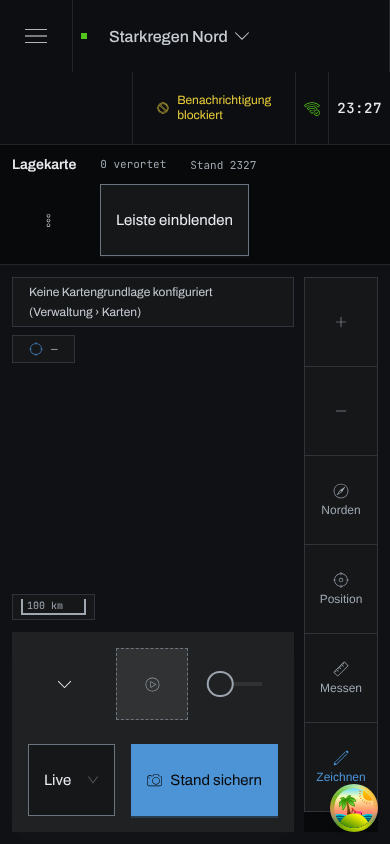 Starkregen Nord
Benachrichtigung
blockiert
23:27
Lagekarte
0 verortet
Stand 2327
Leiste einblenden
Keine Kartengrundlage konfiguriert
(Verwaltung › Karten)
–
Norden
Position
100 km
Messen
Live
Stand sichern
Zeichnen